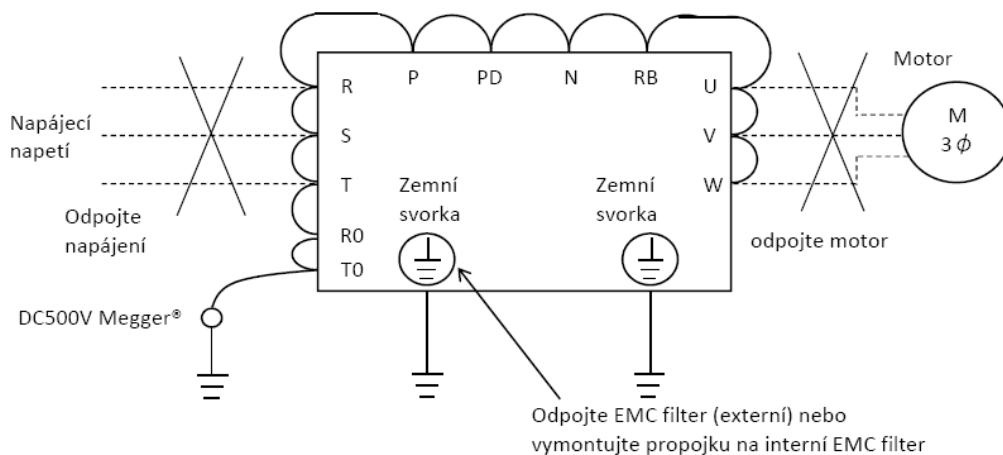 P PD N RB
R
S
T
R0
T0
U
V
W
Motor
M
3 ϕ
Napájecí
napetí
Odpojte
napájení
Zemní
svorka
Zemní
svorka
odpojte motor
DC500V Megger®
Odpojte EMC filter (externí) nebo
vymontujte propojku na interní EMC filter